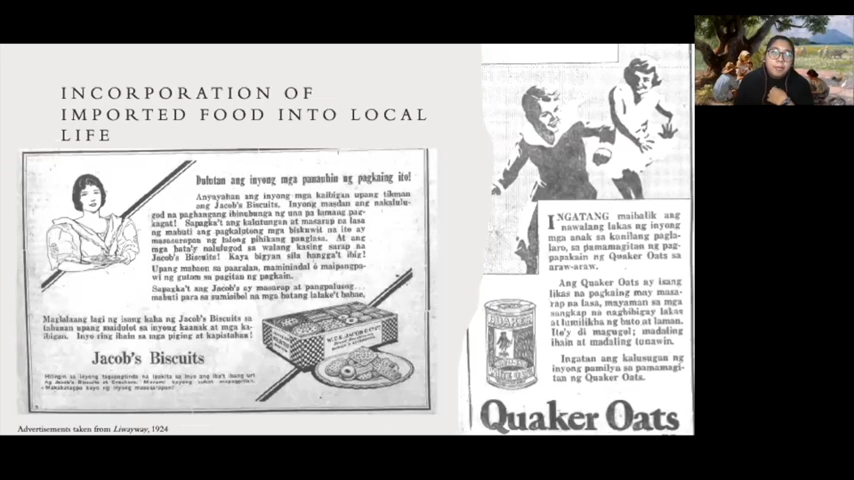 INCORPORATION OF
IMPORTED FOOD INTO LOCAL
LIFE
Dulutan ang inyong mga panauhin ng pagkaing ito!
Anyayahan ang inyong mga kaibigan upang tikman
ang Jacob's Biscuits. Inyong masdan ang nakalulu-
god na paghangang ibinubunga ng una pa lamang pag-
kagat! Sapagka't ang kalutungan at masarap na lasa
ng mabuti ang pagkalutong mga biskuwit na ito ay
masasarapan ng lalong pihikang panglasa. At ang
mga bata'y nalulugod sa walang kasing sarap na
Jacob's Biscuits! Kaya bigyan sila hangga't ibig!
Upang mabaon sa paaralan, maminindal ó maipangpa-
wi ng gutom sa pagitan ng pagkain.
Sapagka't ang Jacob's ay masarap at pangpalusog
mabuti para sa sumisibol na mga batang lalake't babae.
Maglalaang lagi ng isang kaha ng Jacob's Biscuits sa
tahanan upang maidulot sa inyong kaanak at mga ka-
ibigan. Inyo ring ihain sa mga piging at kapistahan!
Jacob's Biscuits
INGATANG maibalik ang
nawalang lakas ng inyong
mga anak sa kanilang pagla-
laro, sa pamamagitan ng pag-
papakain ng Quaker Oats sa
araw-araw.
Ang Quaker Oats ay isang
likas na pagkaing may masa-
rap na lasa, mayaman sa mga
sangkap na nagbibigay lakas
at lumilikha ng buto at laman.
Ito'y di magugol; madaling
ihain at madaling tunawin.
Ingatan ang kalusugan ng
inyong pamilya sa pamamagi-
tan ng Quaker Oats.
Quaker Oats
Advertisements taken from Liwayway, 1924